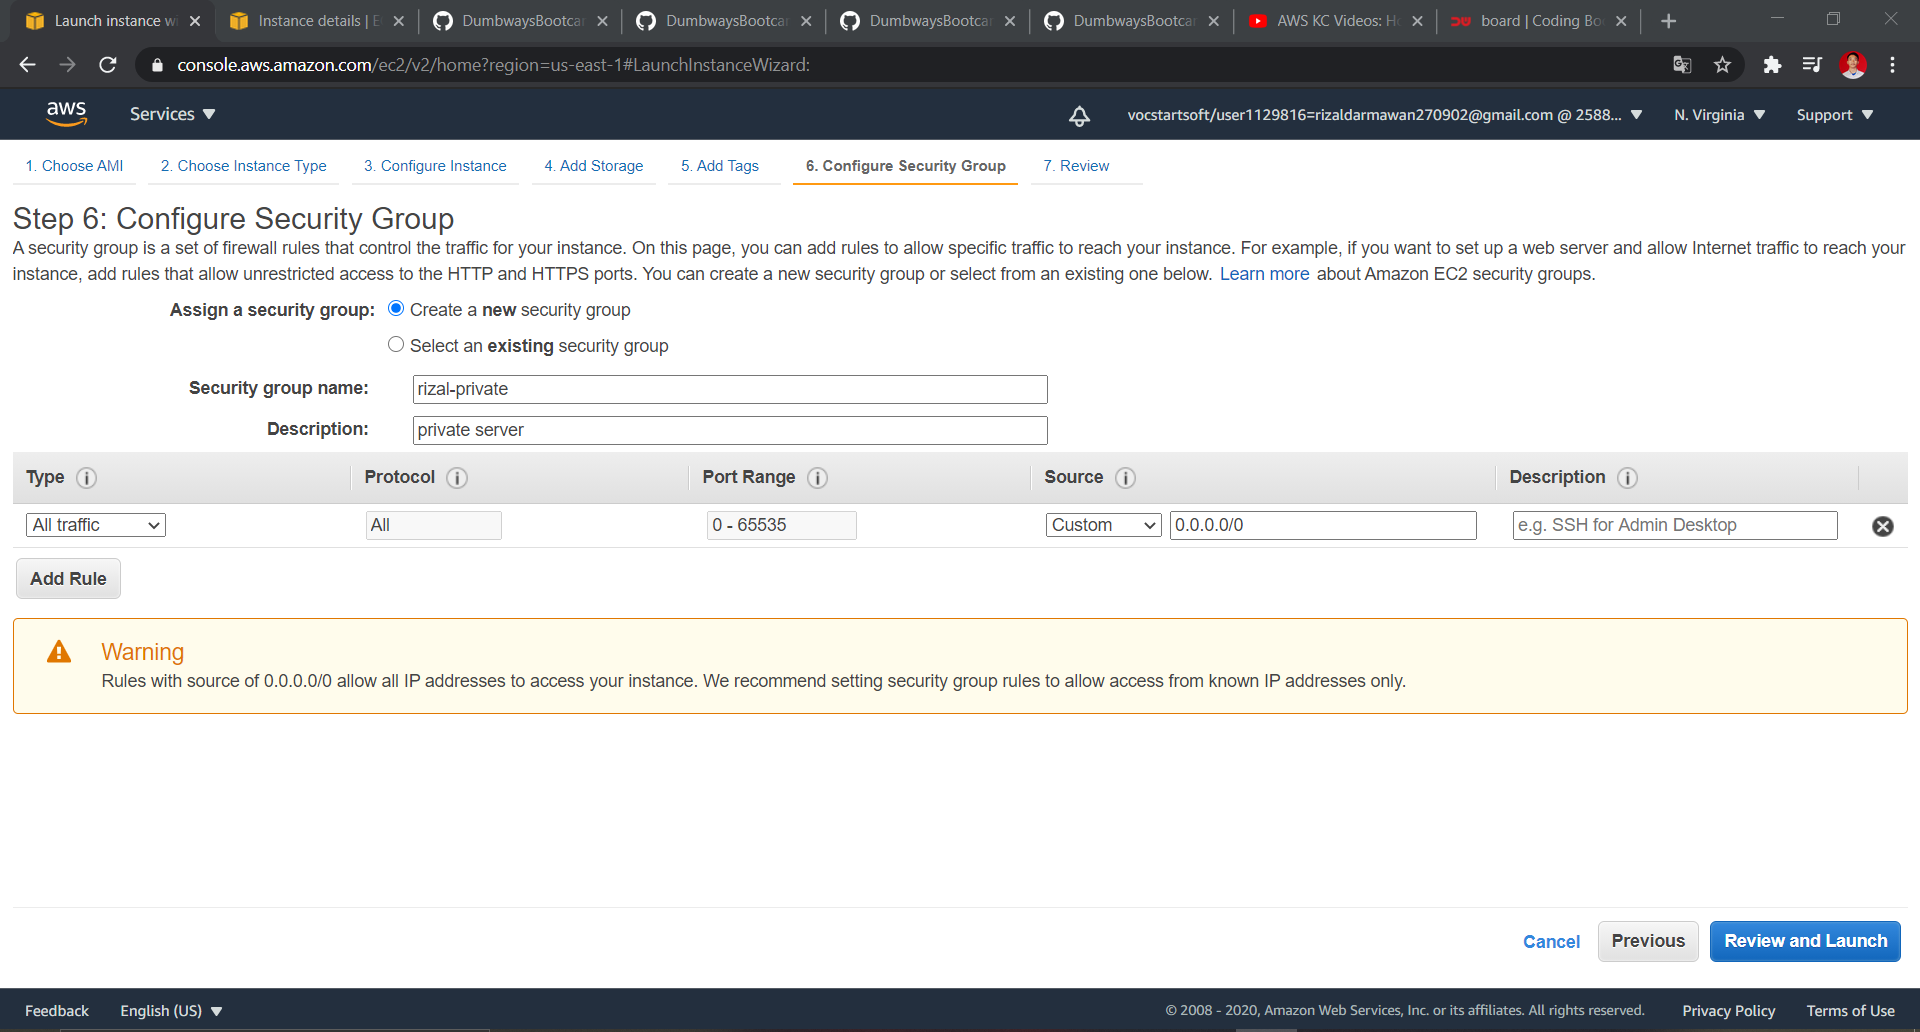 Launch instance wi
Instance details | E
DumbwaysBootcar
DumbwaysBootcar
DumbwaysBootcar
DumbwaysBootcar
AWS KC Videos: Ho
board | Coding Boo
console.aws.amazon.com/ec2/v2/home?region=us-east-1#LaunchInstanceWizard:
aws
Services
vocstartsoft/user1129816=rizaldarmawan270902@gmail.com @ 2588...
N. Virginia
Support
1. Choose AMI
2. Choose Instance Type
3. Configure Instance
4. Add Storage
5. Add Tags
6. Configure Security Group
7. Review
Step 6: Configure Security Group
A security group is a set of firewall rules that control the traffic for your instance. On this page, you can add rules to allow specific traffic to reach your instance. For example, if you want to set up a web server and allow Internet traffic to reach your
instance, add rules that allow unrestricted access to the HTTP and HTTPS ports. You can create a new security group or select from an existing one below. Learn more about Amazon EC2 security groups.
Assign a security group: Create a new security group
Select an existing security group
Security group name: rizal-private
Description: private server
Type i Protocol i Port Range i Source i Description i
All traffic All 0 - 65535 Custom 0.0.0.0/0 e.g. SSH for Admin Desktop
Add Rule
Warning
Rules with source of 0.0.0.0/0 allow all IP addresses to access your instance. We recommend setting security group rules to allow access from known IP addresses only.
Cancel Previous Review and Launch
Feedback English (US) © 2008 - 2020, Amazon Web Services, Inc. or its affiliates. All rights reserved. Privacy Policy Terms of Use